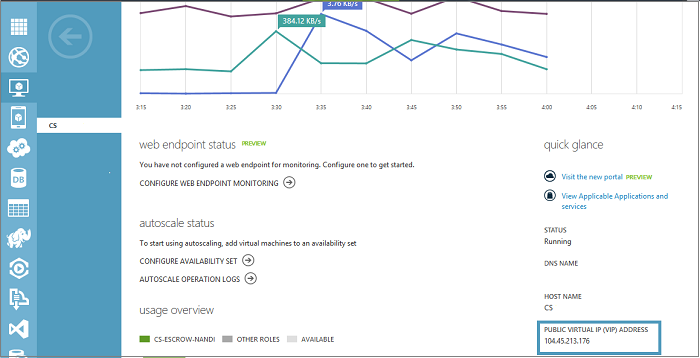 3.76 KB/s
384.12 KB/s
3:15 3:20 3:25 3:30 3:35 3:40 3:45 3:50 3:55 4:00 4:05 4:10 4:15
DB
CS
web endpoint status PREVIEW
You have not configured a web endpoint for monitoring. Configure one to get started.
CONFIGURE WEB ENDPOINT MONITORING
autoscale status
To start using autoscaling, add virtual machines to an availability set
CONFIGURE AVAILABILITY SET
AUTOSCALE OPERATION LOGS
usage overview
CS-ESCROW-NANDI OTHER ROLES AVAILABLE
quick glance
Visit the new portal PREVIEW
View Applicable Applications and
services
STATUS
Running
DNS NAME
HOST NAME
CS
PUBLIC VIRTUAL IP (VIP) ADDRESS
104.45.213.176